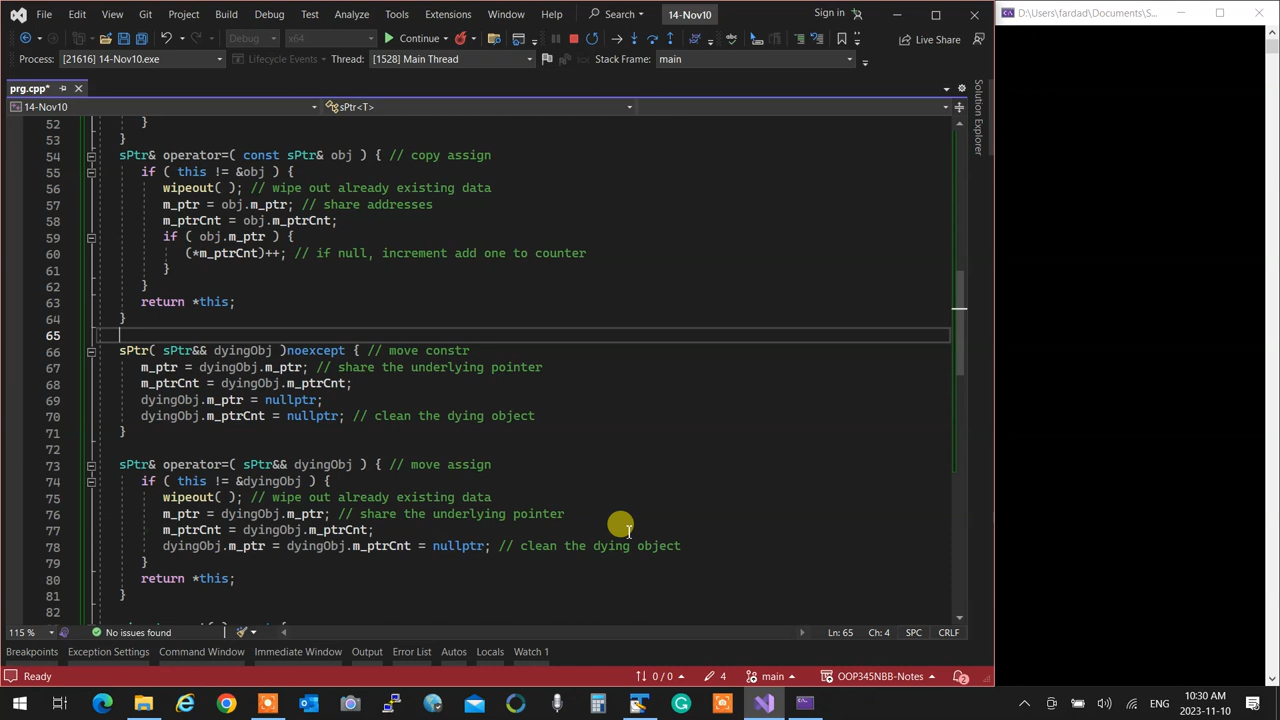 File Edit View Git Project Build Debug Test Analyze Tools Extensions Window Help Search 14-Nov10 Sign in
Debug x64 Continue Live Share
Process: [21616] 14-Nov10.exe Lifecycle Events Thread: [1528] Main Thread Stack Frame: main
prg.cpp*
14-Nov10 sPtr<T>
52 }
53 }
54 sPtr& operator=( const sPtr& obj ) { // copy assign
55 if ( this != &obj ) {
56 wipeout( ); // wipe out already existing data
57 m_ptr = obj.m_ptr; // share addresses
58 m_ptrCnt = obj.m_ptrCnt;
59 if ( obj.m_ptr ) {
60 (*m_ptrCnt)++; // if null, increment add one to counter
61 }
62 }
63 return *this;
64 }
65
66 sPtr( sPtr&& dyingObj )noexcept { // move constr
67 m_ptr = dyingObj.m_ptr; // share the underlying pointer
68 m_ptrCnt = dyingObj.m_ptrCnt;
69 dyingObj.m_ptr = nullptr;
70 dyingObj.m_ptrCnt = nullptr; // clean the dying object
71 }
72
73 sPtr& operator=( sPtr&& dyingObj ) { // move assign
74 if ( this != &dyingObj ) {
75 wipeout( ); // wipe out already existing data
76 m_ptr = dyingObj.m_ptr; // share the underlying pointer
77 m_ptrCnt = dyingObj.m_ptrCnt;
78 dyingObj.m_ptr = dyingObj.m_ptrCnt = nullptr; // clean the dying object
79 }
80 return *this;
81 }
82
115 % No issues found Ln: 65 Ch: 4 SPC CRLF
Breakpoints Exception Settings Command Window Immediate Window Output Error List Autos Locals Watch 1
Ready 0 / 0 4 main OOP345NBB-Notes 2
Solution Explorer
D:\Users\fardad\Documents\S...
ENG 10:30 AM
2023-11-10 2